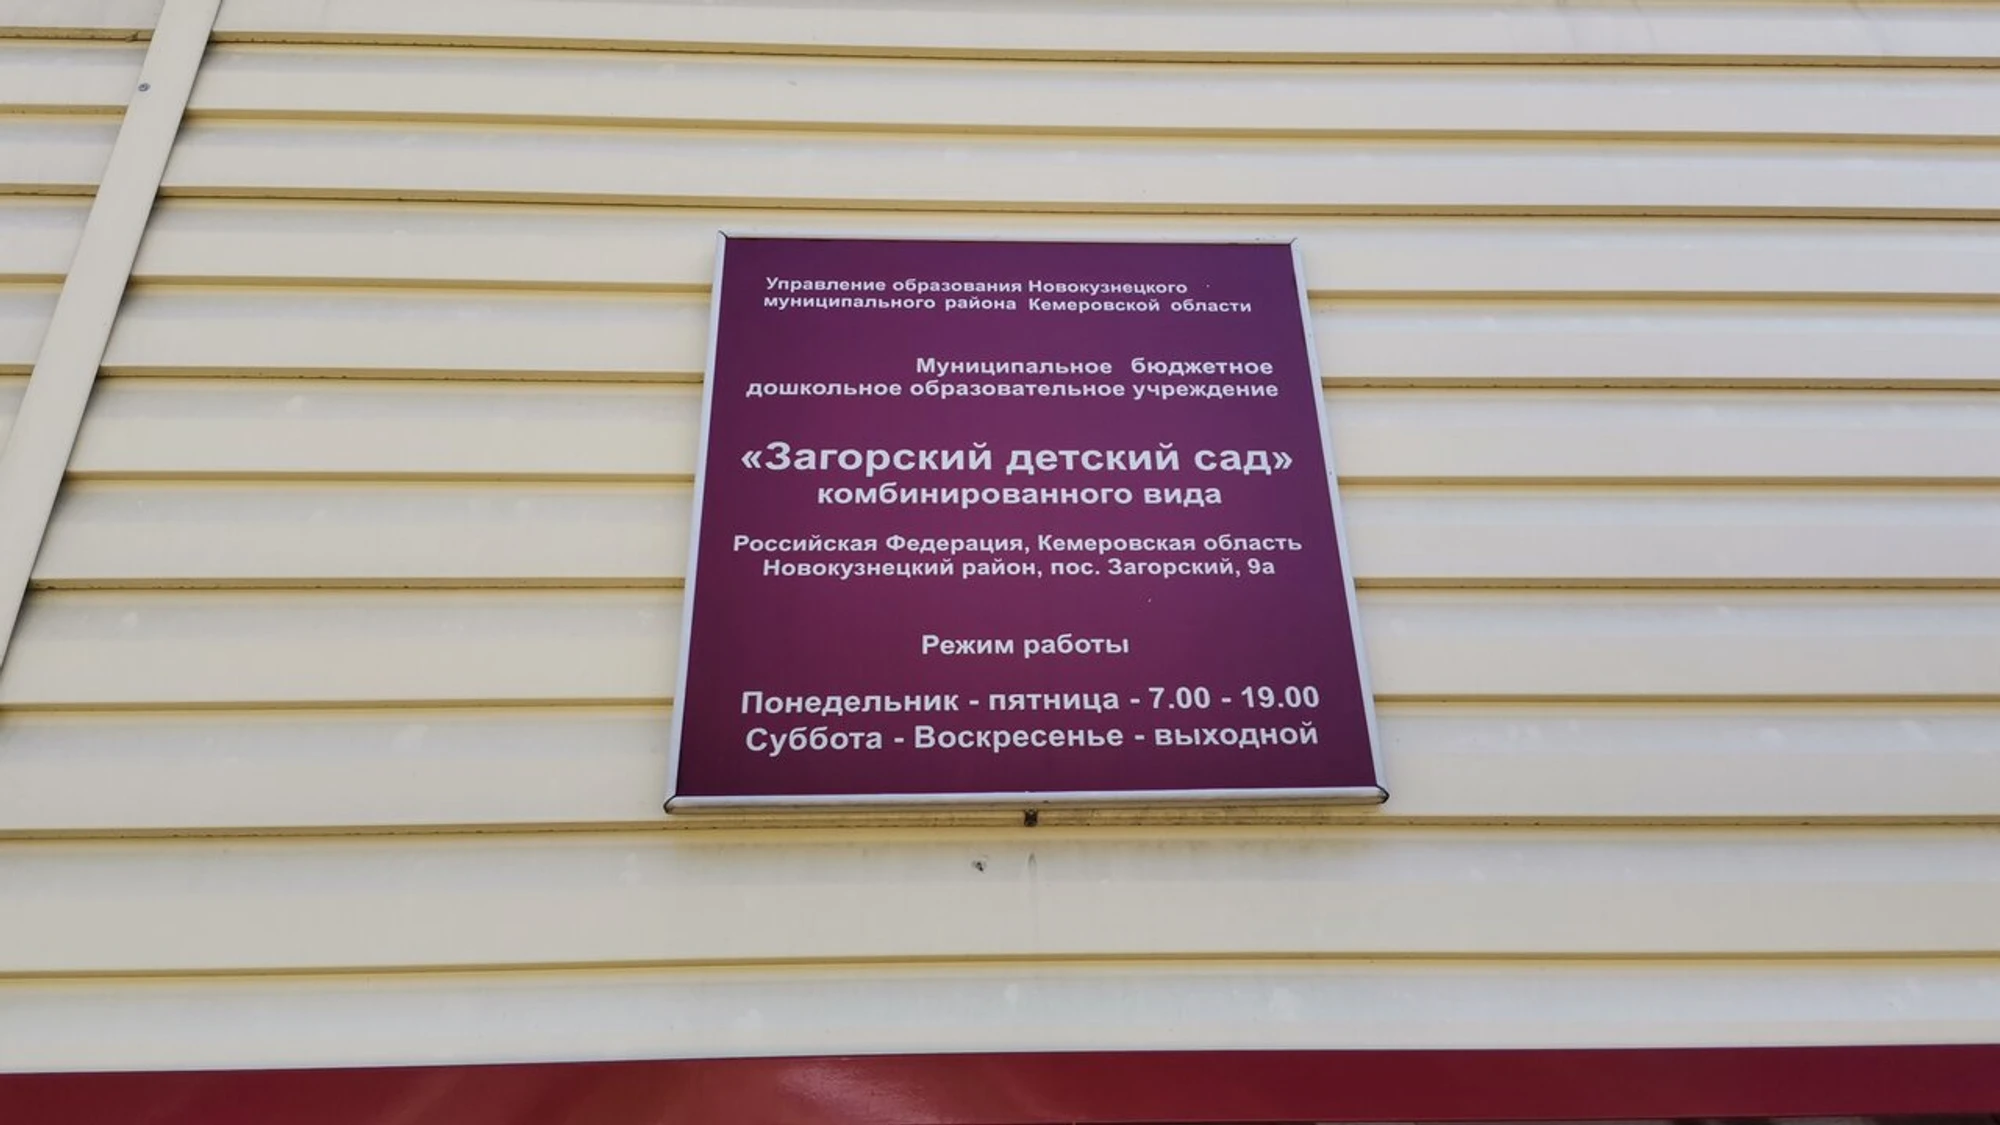 Управление образования Новокузнецкого
муниципального района Кемеровской области
Муниципальное бюджетное
дошкольное образовательное учреждение
«Загорский детский сад»
комбинированного вида
Российская Федерация, Кемеровская область
Новокузнецкий район, пос. Загорский, 9а
Режим работы
Понедельник - пятница - 7.00 - 19.00
Суббота - Воскресенье - выходной